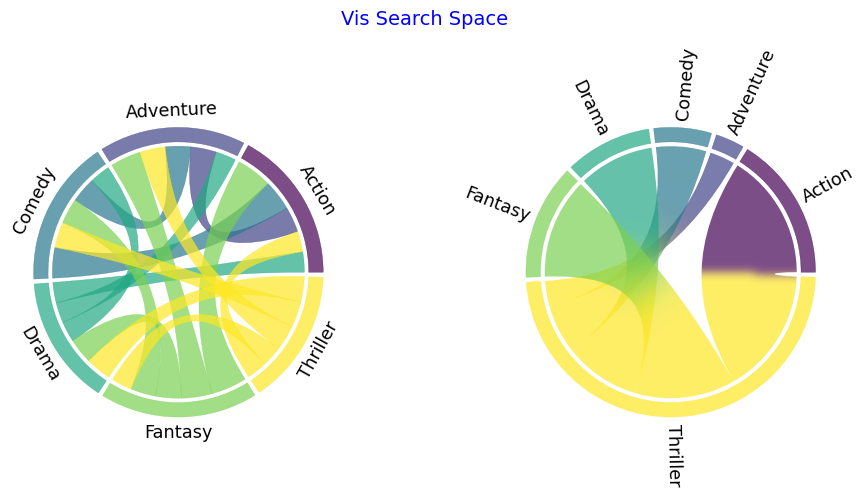 Vis Search Space
Adventure
Comedy
Action
Drama
Thriller
Fantasy
Drama
Comedy
Adventure
Fantasy
Action
Thriller